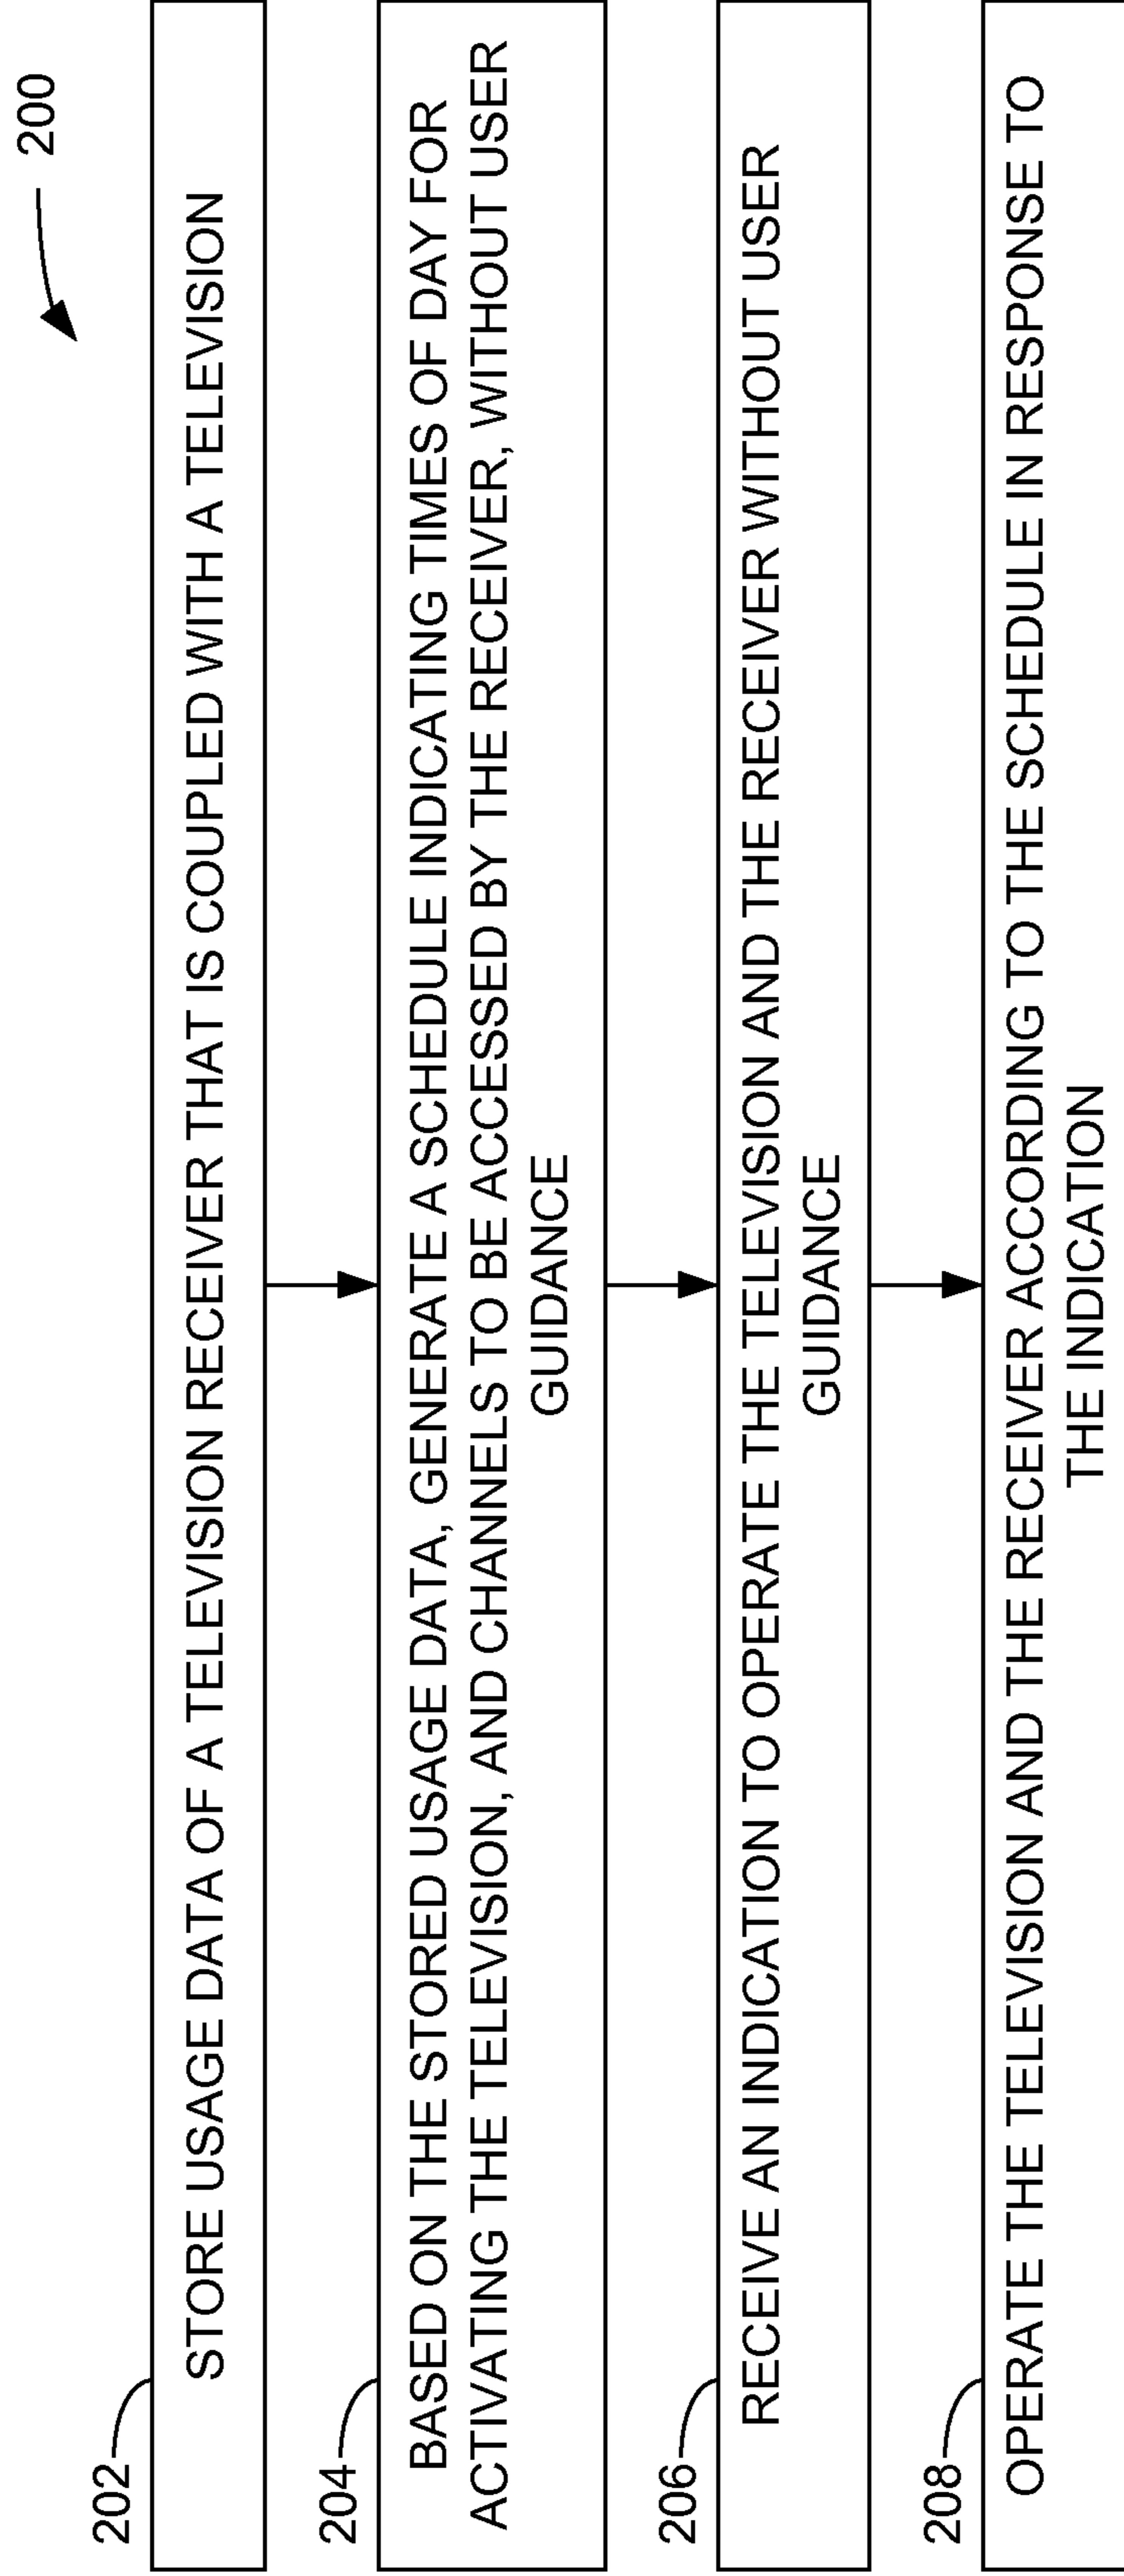 200
202
STORE USAGE DATA OF A TELEVISION RECEIVER THAT IS COUPLED WITH A TELEVISION
204
BASED ON THE STORED USAGE DATA, GENERATE A SCHEDULE INDICATING TIMES OF DAY FOR
ACTIVATING THE TELEVISION, AND CHANNELS TO BE ACCESSED BY THE RECEIVER, WITHOUT USER
GUIDANCE
206
RECEIVE AN INDICATION TO OPERATE THE TELEVISION AND THE RECEIVER WITHOUT USER
GUIDANCE
208
OPERATE THE TELEVISION AND THE RECEIVER ACCORDING TO THE SCHEDULE IN RESPONSE TO
THE INDICATION